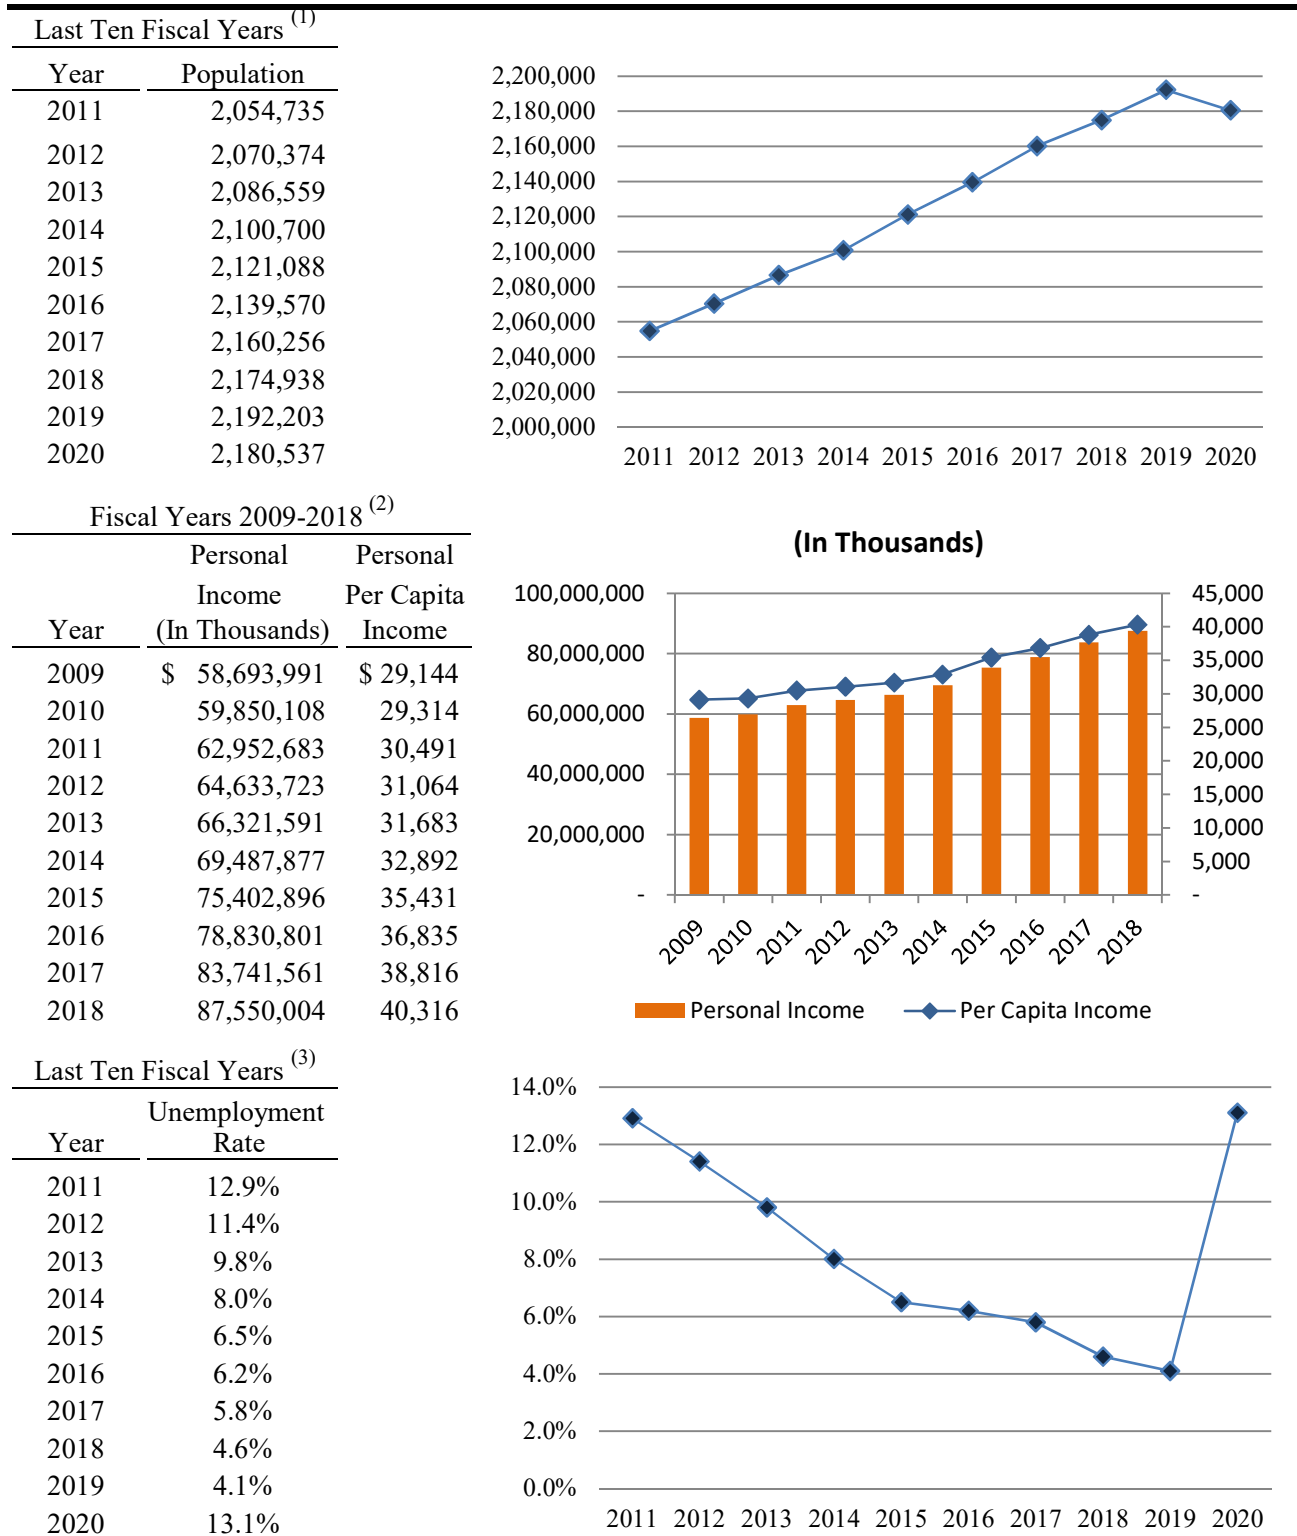 Last Ten Fiscal Years (1)
Year Population
2011 2,054,735
2012 2,070,374
2013 2,086,559
2014 2,100,700
2015 2,121,088
2016 2,139,570
2017 2,160,256
2018 2,174,938
2019 2,192,203
2020 2,180,537
2,200,000
2,180,000
2,160,000
2,140,000
2,120,000
2,100,000
2,080,000
2,060,000
2,040,000
2,020,000
2,000,000
2011 2012 2013 2014 2015 2016 2017 2018 2019 2020
Fiscal Years 2009-2018 (2)
Personal Personal
Income Per Capita
Year (In Thousands) Income
2009 $ 58,693,991 $ 29,144
2010 59,850,108 29,314
2011 62,952,683 30,491
2012 64,633,723 31,064
2013 66,321,591 31,683
2014 69,487,877 32,892
2015 75,402,896 35,431
2016 78,830,801 36,835
2017 83,741,561 38,816
2018 87,550,004 40,316
(In Thousands)
100,000,000
80,000,000
60,000,000
40,000,000
20,000,000
-
45,000
40,000
35,000
30,000
25,000
20,000
15,000
10,000
5,000
-
2009 2010 2011 2012 2013 2014 2015 2016 2017 2018
Personal Income Per Capita Income
Last Ten Fiscal Years (3)
Unemployment
Year Rate
2011 12.9%
2012 11.4%
2013 9.8%
2014 8.0%
2015 6.5%
2016 6.2%
2017 5.8%
2018 4.6%
2019 4.1%
2020 13.1%
14.0%
12.0%
10.0%
8.0%
6.0%
4.0%
2.0%
0.0%
2011 2012 2013 2014 2015 2016 2017 2018 2019 2020